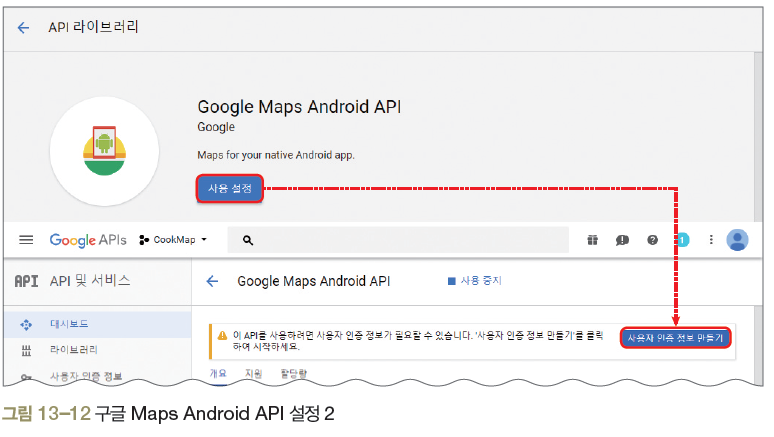 API 라이브러리
Google Maps Android API
Google
Maps for your native Android app.
사용 설정
Google APIs CookMap 1
API API 및 서비스 Google Maps Android API 사용 중지
대시보드
이 API를 사용하려면 사용자 인증 정보가 필요할 수 있습니다. '사용자 인증 정보 만들기'를 클릭
하여 시작하세요.
사용자 인증 정보 만들기
라이브러리
사용자 인증 정보
개요 지원 할당량
그림 13-12 구글 Maps Android API 설정 2